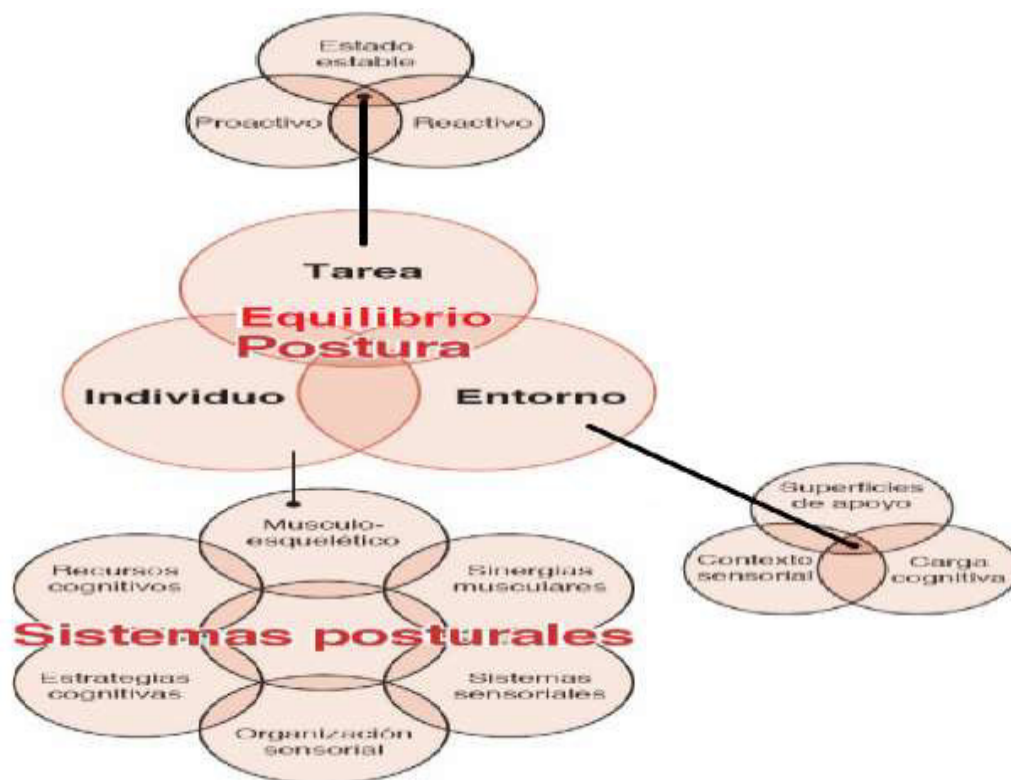 Estado
estable
Proactivo
Reactivo
Tarea
Equilibrio
Postura
Individuo
Entorno
Superficies
de apoyo
Contexto
sensorial
Carga
cognitiva
Musculo-
esquelético
Recursos
cognitivos
Sinergias
musculares
Sistemas posturales
Estrategias
cognitivas
Sistemas
sensoriales
Organización
sensorial